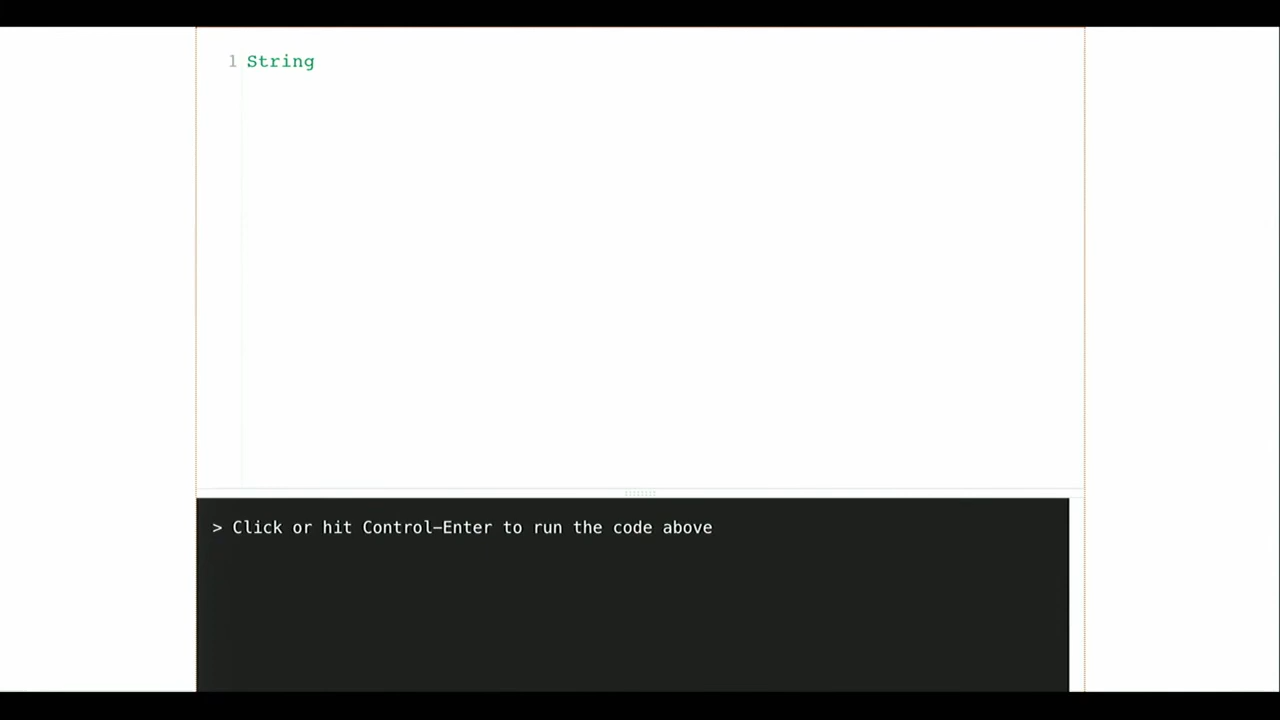 1 String
> Click or hit Control-Enter to run the code above